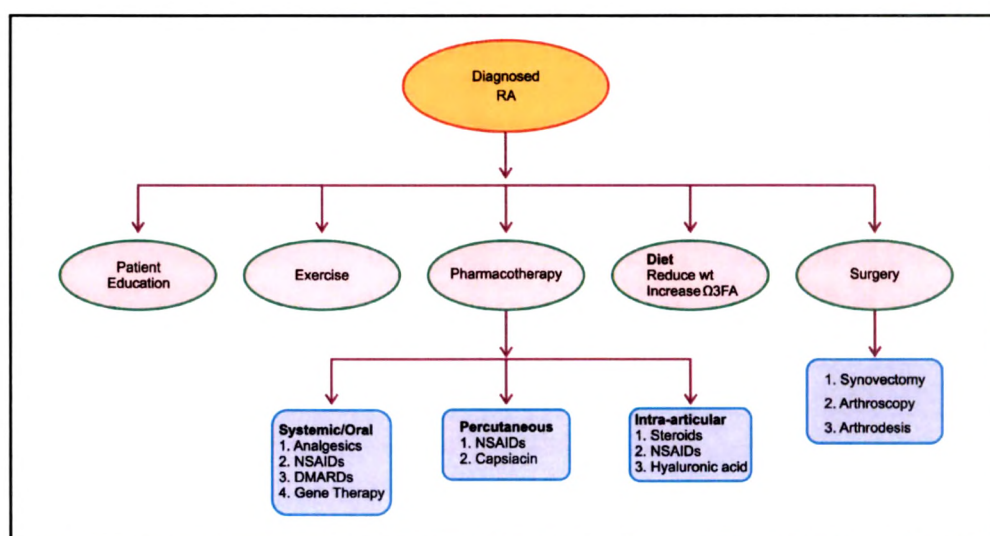 Diagnosed
RA
Patient
Education
Exercise
Pharmacotherapy
Diet
Reduce wt
Increase Ω3FA
Surgery
Systemic/Oral
1. Analgesics
2. NSAIDs
3. DMARDs
4. Gene Therapy
Percutaneous
1. NSAIDs
2. Capsiacin
Intra-articular
1. Steroids
2. NSAIDs
3. Hyaluronic acid
1. Synovectomy
2. Arthroscopy
3. Arthrodesis